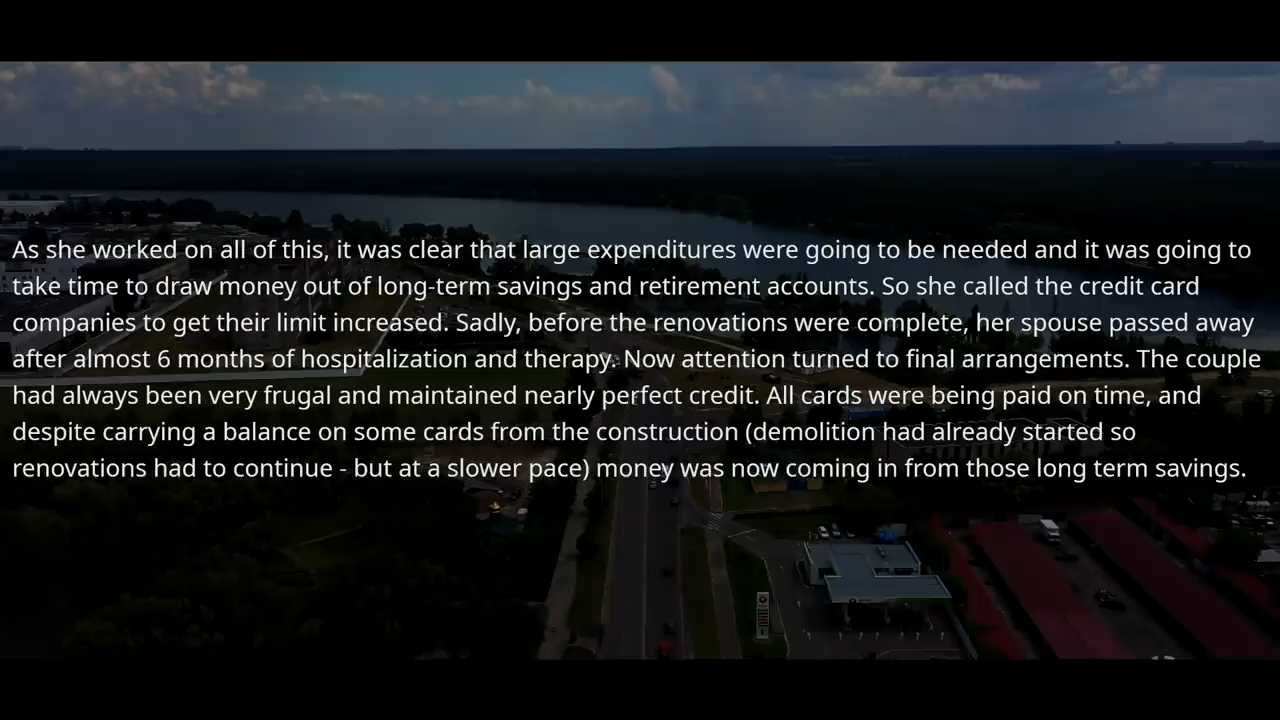 As she worked on all of this, it was clear that large expenditures were going to be needed and it was going to
take time to draw money out of long-term savings and retirement accounts. So she called the credit card
companies to get their limit increased. Sadly, before the renovations were complete, her spouse passed away
after almost 6 months of hospitalization and therapy. Now attention turned to final arrangements. The couple
had always been very frugal and maintained nearly perfect credit. All cards were being paid on time, and
despite carrying a balance on some cards from the construction (demolition had already started so
renovations had to continue - but at a slower pace) money was now coming in from those long term savings.